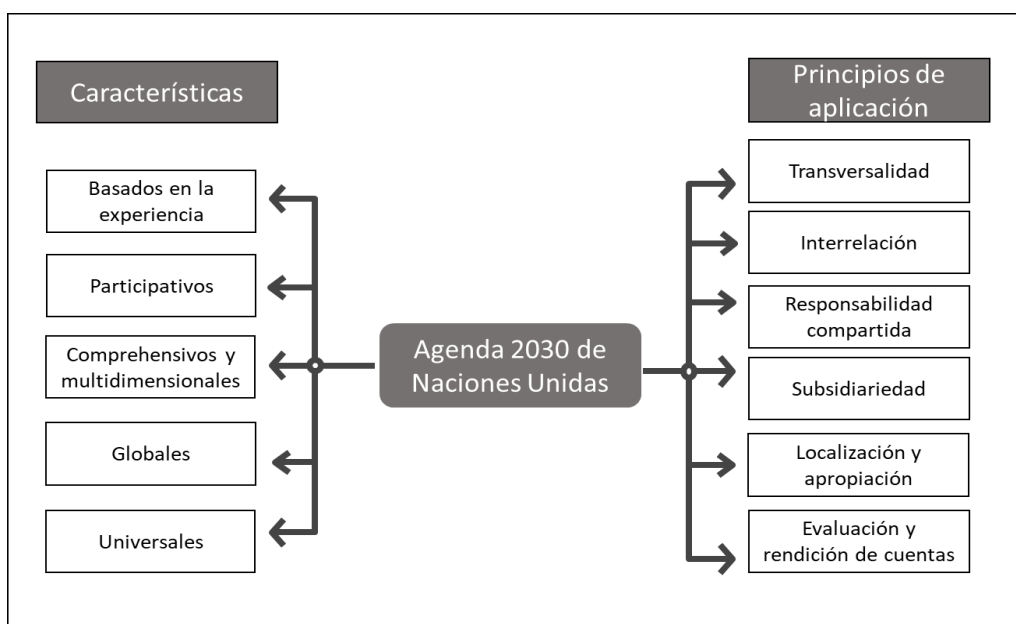 Características
Basados en la
experiencia
Participativos
Comprehensivos y
multidimensionales
Globales
Universales
Agenda 2030 de
Naciones Unidas
Principios de
aplicación
Transversalidad
Interrelación
Responsabilidad
compartida
Subsidiariedad
Localización y
apropiación
Evaluación y
rendición de cuentas